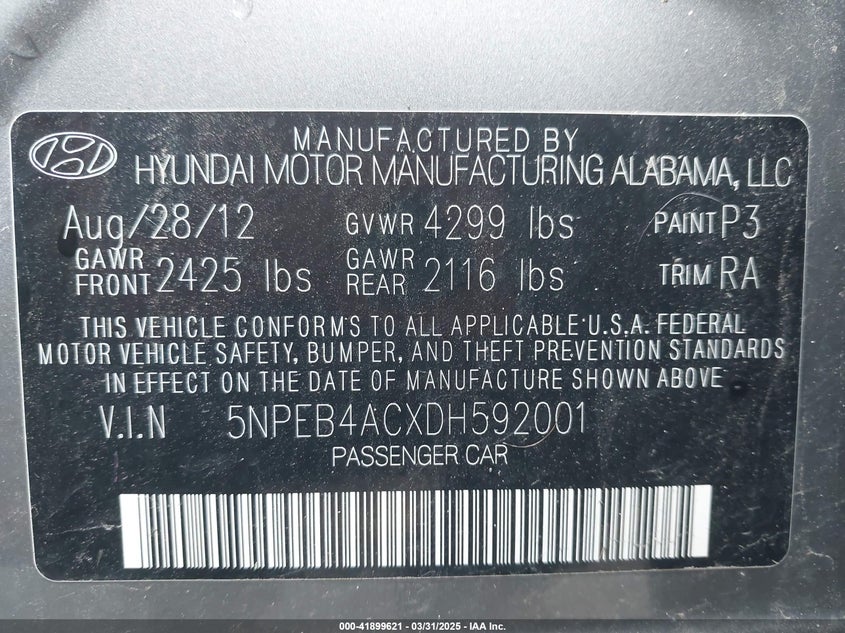 MANUFACTURED BY
HYUNDAI MOTOR MANUFACTURING ALABAMA, LLC
Aug/28/12 GVWR 4299 lbs PAINT P3
GAWR FRONT 2425 lbs GAWR REAR 2116 lbs TRIM RA
THIS VEHICLE CONFORMS TO ALL APPLICABLE U.S.A. FEDERAL
MOTOR VEHICLE SAFETY, BUMPER, AND THEFT PREVENTION STANDARDS
IN EFFECT ON THE DATE OF MANUFACTURE SHOWN ABOVE
V.I.N 5NPEB4ACXDH592001
PASSENGER CAR
000-41899621 - 03/31/2025 - IAA Inc.